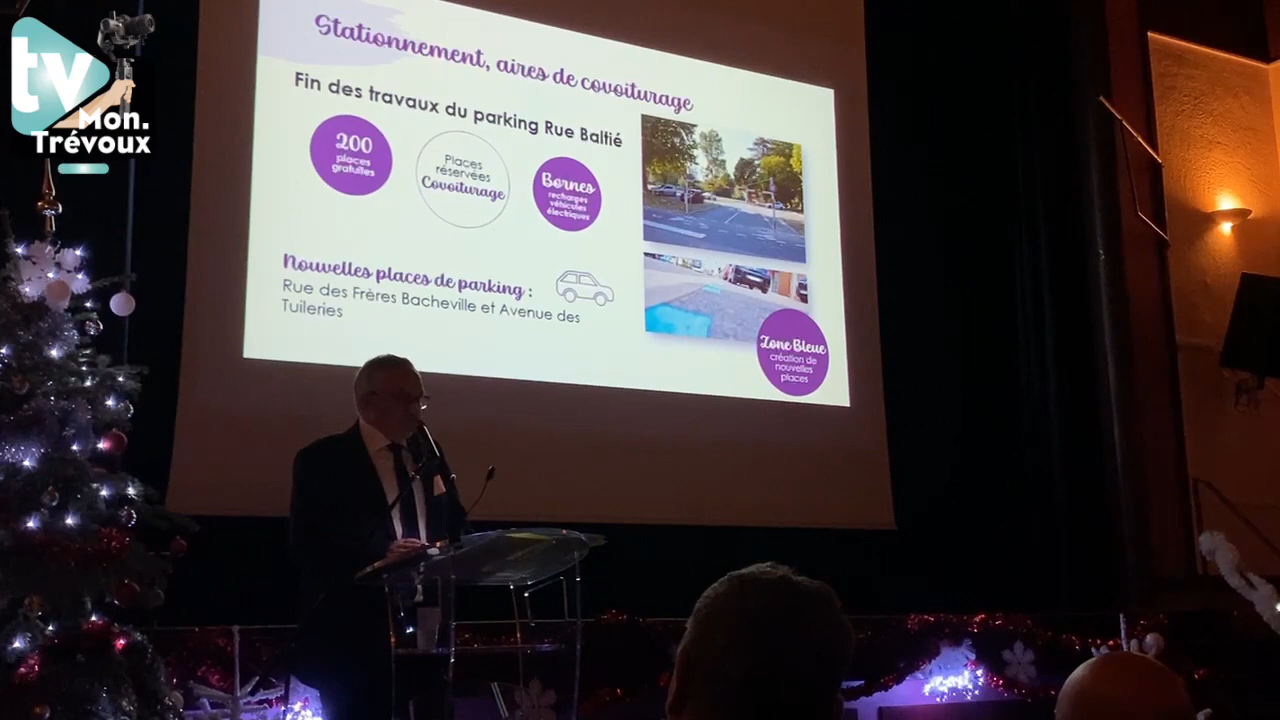 tv
Mon.
Trévoux
Stationnement, aires de covoiturage
Fin des travaux du parking Rue Baltié
200
places
gratuites
Places
réservées
Covoiturage
Bornes
recharges
véhicules
électriques
Nouvelles places de parking :
Rue des Frères Bacheville et Avenue des
Tuileries
Zone Bleue
création de
nouvelles
places